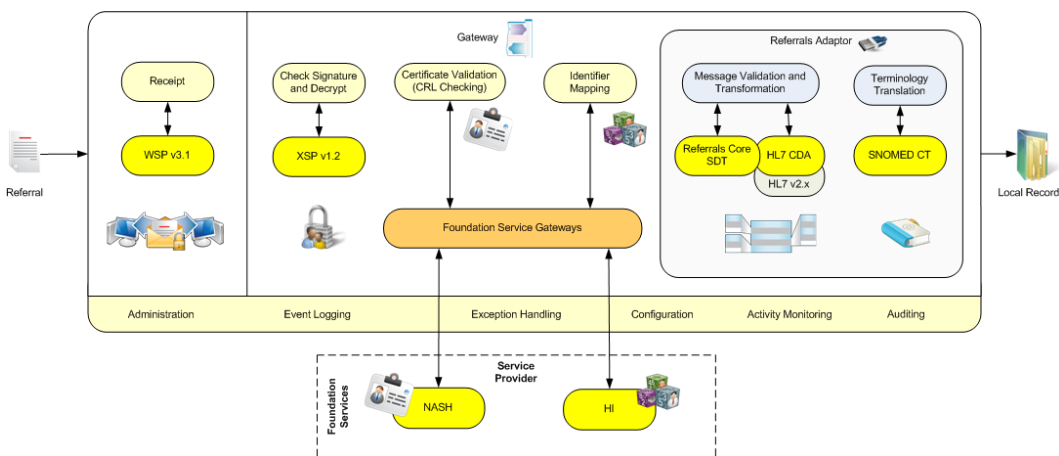 Gateway
Referrals Adaptor
Receipt
Check Signature
and Decrypt
Certificate Validation
(CRL Checking)
Identifier
Mapping
Message Validation and
Transformation
Terminology
Translation
WSP v3.1
XSP v1.2
Referrals Core
SDT
HL7 CDA
HL7 v2.x
SNOMED CT
Referral
Local Record
Foundation Service Gateways
Administration
Event Logging
Exception Handling
Configuration
Activity Monitoring
Auditing
Service
Provider
Foundation
Services
NASH
HI